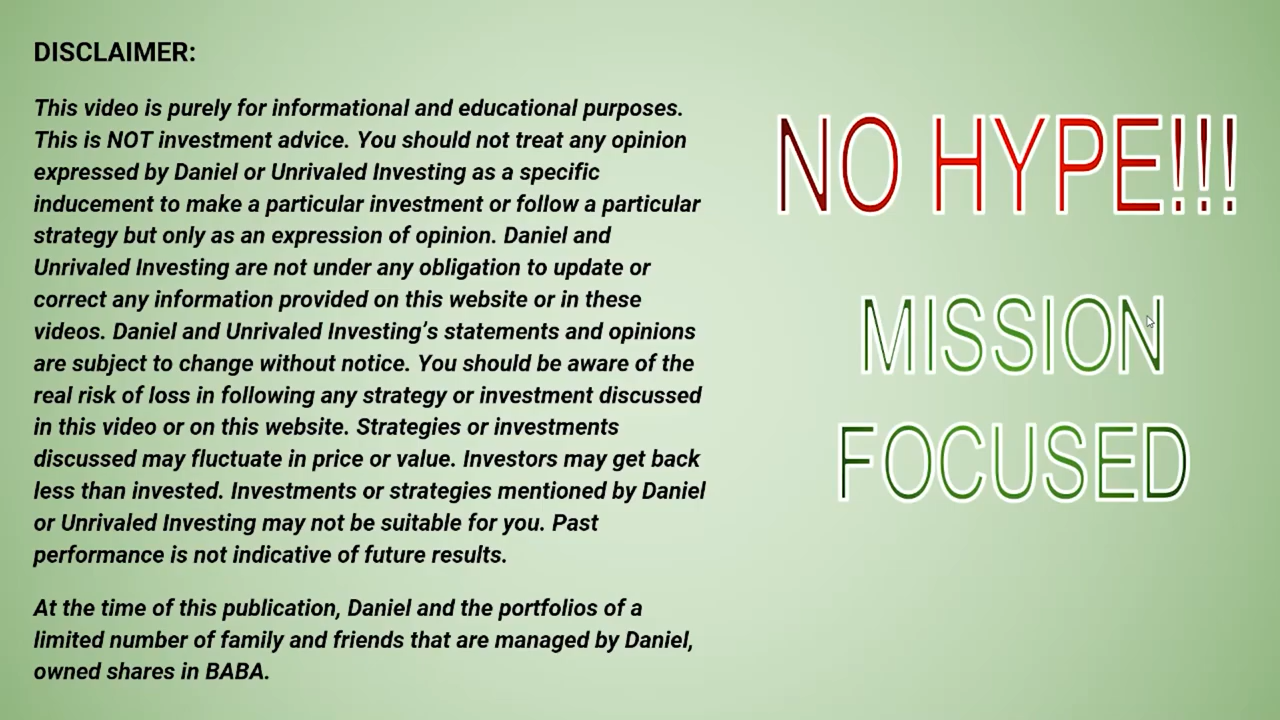 DISCLAIMER:
This video is purely for informational and educational purposes.
This is NOT investment advice. You should not treat any opinion
expressed by Daniel or Unrivaled Investing as a specific
inducement to make a particular investment or follow a particular
strategy but only as an expression of opinion. Daniel and
Unrivaled Investing are not under any obligation to update or
correct any information provided on this website or in these
videos. Daniel and Unrivaled Investing’s statements and opinions
are subject to change without notice. You should be aware of the
real risk of loss in following any strategy or investment discussed
in this video or on this website. Strategies or investments
discussed may fluctuate in price or value. Investors may get back
less than invested. Investments or strategies mentioned by Daniel
or Unrivaled Investing may not be suitable for you. Past
performance is not indicative of future results.
At the time of this publication, Daniel and the portfolios of a
limited number of family and friends that are managed by Daniel,
owned shares in BABA.
NO HYPE!!!
MISSION
FOCUSED